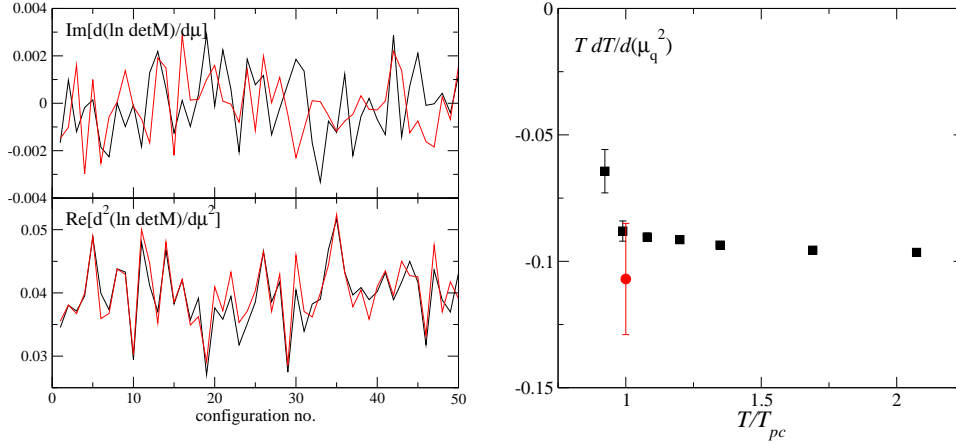 Im[d(ln detM)/dμ]
0.004
0.002
0
-0.002
-0.004
Re[d²(ln detM)/dμ²]
0.05
0.04
0.03
0 10 20 30 40 50
configuration no.
T dT/d(μ_q²)
0
-0.05
-0.1
-0.15
1 1.5 2
T/T_pc